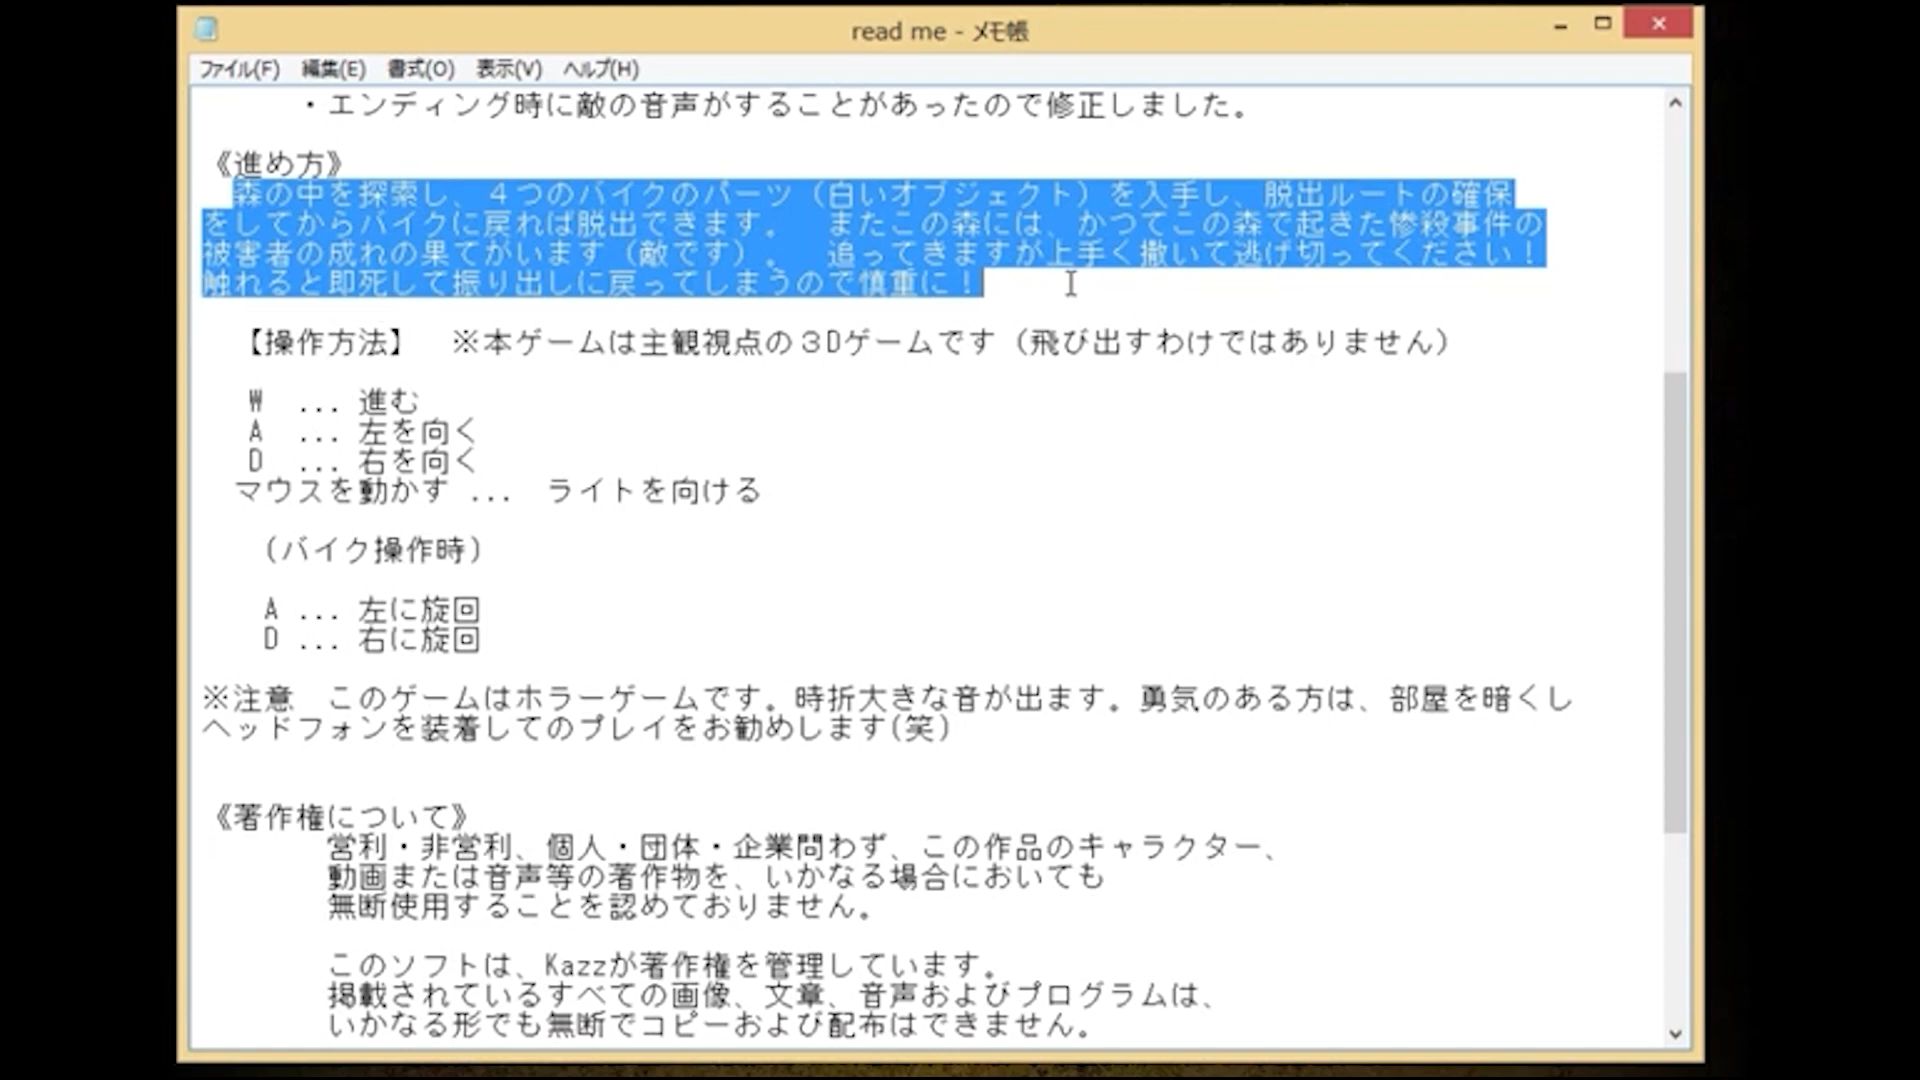 read me - メモ帳
ファイル(F) 編集(E) 書式(O) 表示(V) ヘルプ(H)
・エンディング時に敵の音声がすることがあったので修正しました。
《進め方》
森の中を探索し、４つのバイクのパーツ（白いオブジェクト）を入手し、脱出ルートの確保
をしてからバイクに戻れば脱出できます。　またこの森には、かつてこの森で起きた惨殺事件の
被害者の成れの果てがいます（敵です）。　追ってきますが上手く撒いて逃げ切ってください！
触れると即死して振り出しに戻ってしまうので慎重に！
【操作方法】　※本ゲームは主観視点の３Dゲームです（飛び出すわけではありません）
W ... 進む
A ... 左を向く
D ... 右を向く
マウスを動かす ...　ライトを向ける
（バイク操作時）
A ... 左に旋回
D ... 右に旋回
※注意　このゲームはホラーゲームです。時折大きな音が出ます。勇気のある方は、部屋を暗くし
ヘッドフォンを装着してのプレイをお勧めします(笑)
《著作権について》
営利・非営利、個人・団体・企業問わず、この作品のキャラクター、
動画または音声等の著作物を、いかなる場合においても
無断使用することを認めておりません。
このソフトは、Kazzが著作権を管理しています。
掲載されているすべての画像、文章、音声およびプログラムは、
いかなる形でも無断でコピーおよび配布はできません。